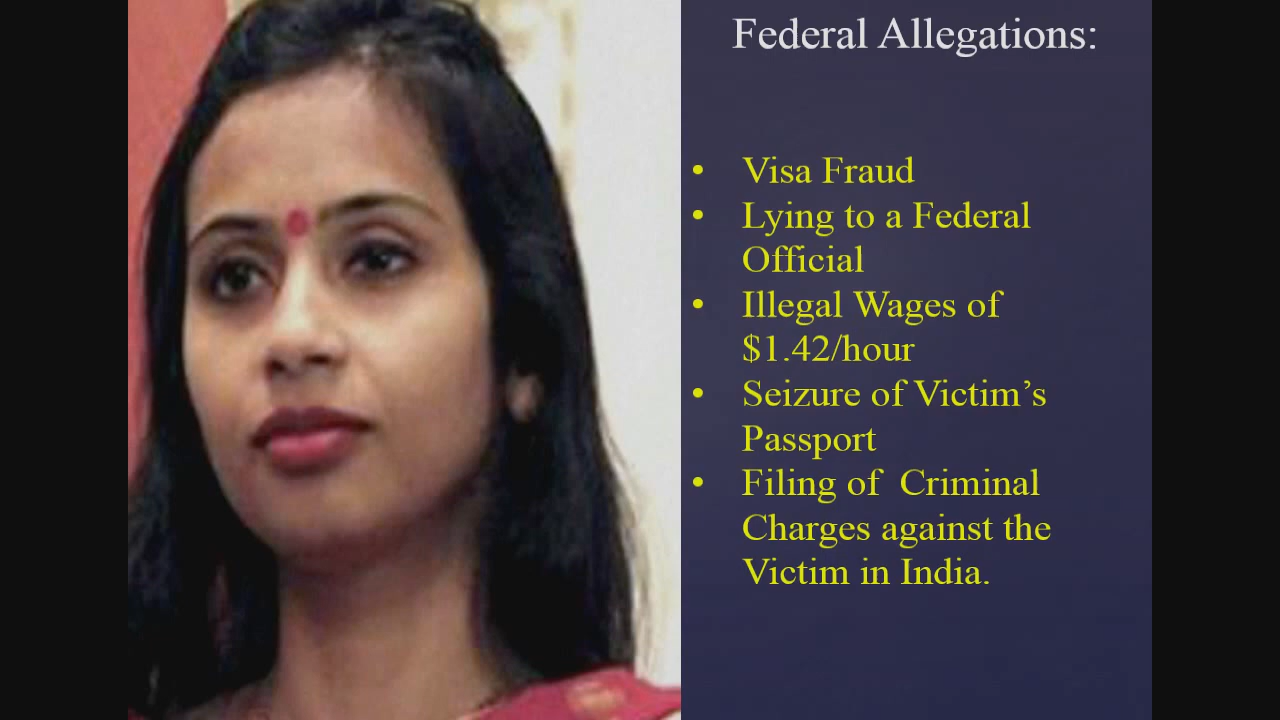 Federal Allegations:
• Visa Fraud
• Lying to a Federal
Official
• Illegal Wages of
$1.42/hour
• Seizure of Victim’s
Passport
• Filing of  Criminal
Charges against the
Victim in India.